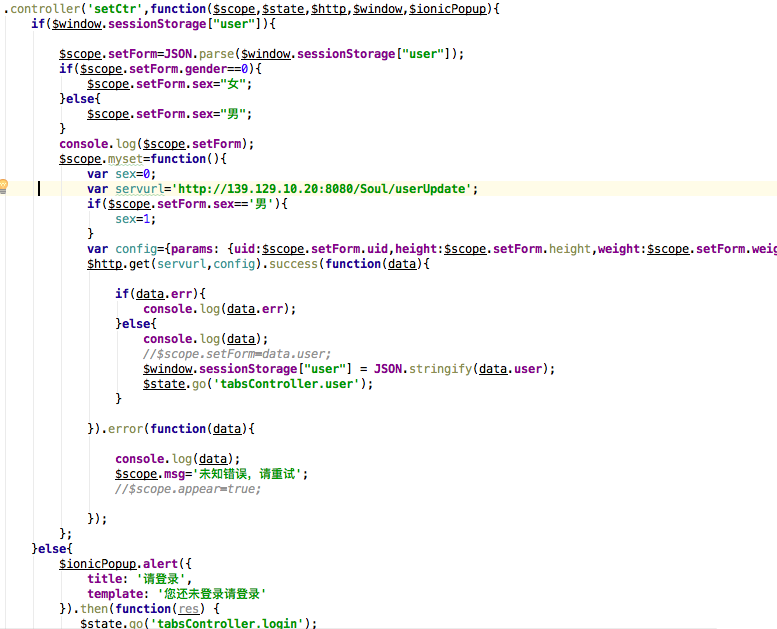 .controller('setCtr',function($scope,$state,$http,$window,$ionicPopup){
if($window.sessionStorage["user"]){
$scope.setForm=JSON.parse($window.sessionStorage["user"]);
if($scope.setForm.gender==0){
$scope.setForm.sex="女";
}else{
$scope.setForm.sex="男";
}
console.log($scope.setForm);
$scope.myset=function(){
var sex=0;
var servurl='http://139.129.10.20:8080/Soul/userUpdate';
if($scope.setForm.sex=='男'){
sex=1;
}
var config={params: {uid:$scope.setForm.uid,height:$scope.setForm.height,weight:$scope.setForm.weig
$http.get(servurl,config).success(function(data){
if(data.err){
console.log(data.err);
}else{
console.log(data);
//$scope.setForm=data.user;
$window.sessionStorage["user"] = JSON.stringify(data.user);
$state.go('tabsController.user');
}
}).error(function(data){
console.log(data);
$scope.msg='未知错误，请重试';
//$scope.appear=true;
});
};
}else{
$ionicPopup.alert({
title: '请登录',
template: '您还未登录请登录'
}).then(function(res) {
$state.go('tabsController.login');